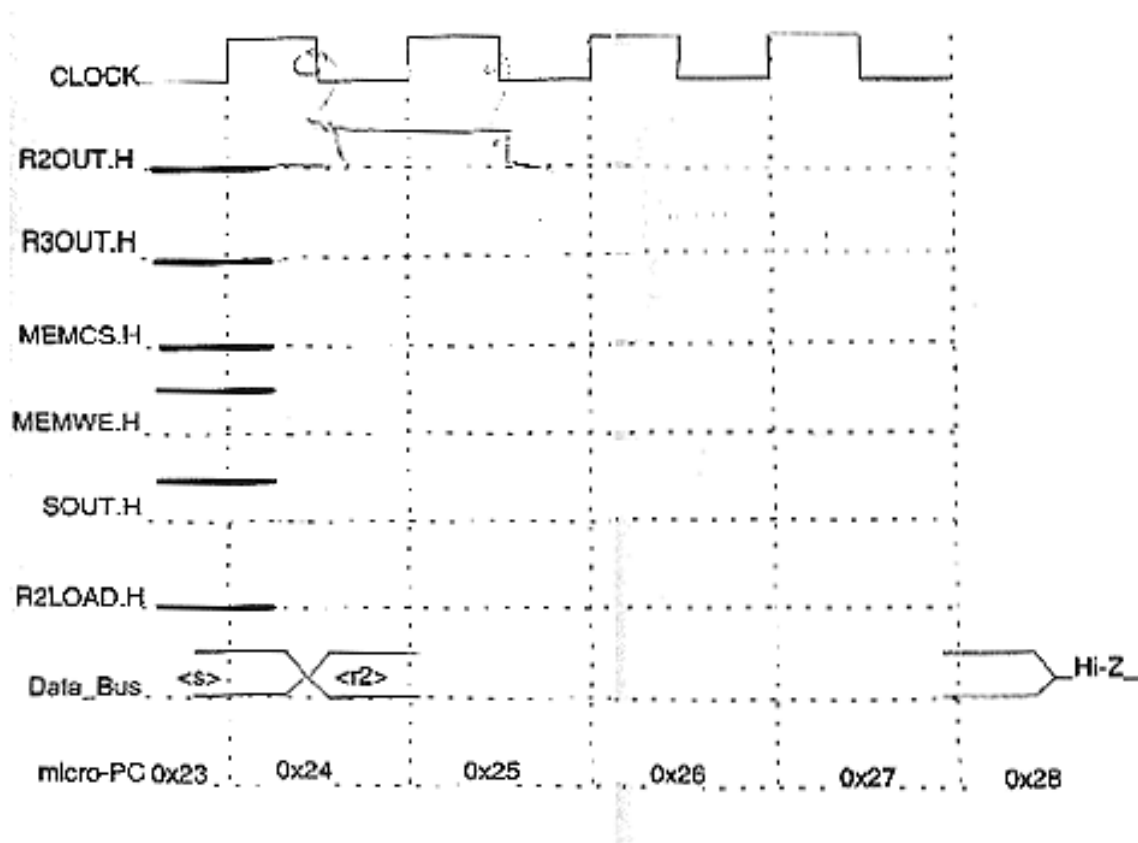 CLOCK
R2OUT.H
R3OUT.H
MEMCS.H
MEMWE.H
SOUT.H
R2LOAD.H
Data_Bus <s> <r2> Hi-Z
micro-PC 0x23 0x24 0x25 0x26 0x27 0x28